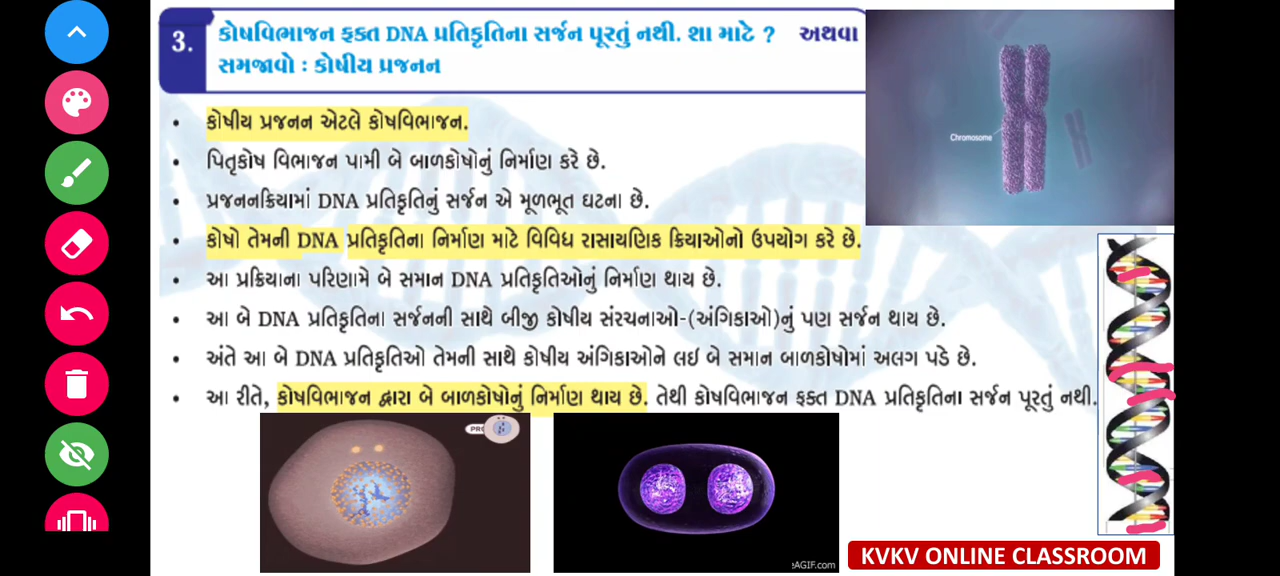 3.
કોષવિભાજન ફક્ત DNA પ્રતિકૃતિના સર્જન પૂરતું નથી. શા માટે ? અથવા
સમજાવો : કોષીય પ્રજનન
• કોષીય પ્રજનન એટલે કોષવિભાજન.
• પિતૃકોષ વિભાજન પામી બે બાળકોષોનું નિર્માણ કરે છે.
• પ્રજનનક્રિયામાં DNA પ્રતિકૃતિનું સર્જન એ મૂળભૂત ઘટના છે.
• કોષો તેમની DNA પ્રતિકૃતિના નિર્માણ માટે વિવિધ રાસાયણિક ક્રિયાઓનો ઉપયોગ કરે છે.
• આ પ્રક્રિયાના પરિણામે બે સમાન DNA પ્રતિકૃતિઓનું નિર્માણ થાય છે.
• આ બે DNA પ્રતિકૃતિના સર્જનની સાથે બીજી કોષીય સંરચનાઓ-(અંગિકાઓ)નું પણ સર્જન થાય છે.
• અંતે આ બે DNA પ્રતિકૃતિઓ તેમની સાથે કોષીય અંગિકાઓને લઇ બે સમાન બાળકોષોમાં અલગ પડે છે.
• આ રીતે, કોષવિભાજન દ્વારા બે બાળકોષોનું નિર્માણ થાય છે. તેથી કોષવિભાજન ફક્ત DNA પ્રતિકૃતિના સર્જન પૂરતું નથી.
Chromosome
KVKV ONLINE CLASSROOM